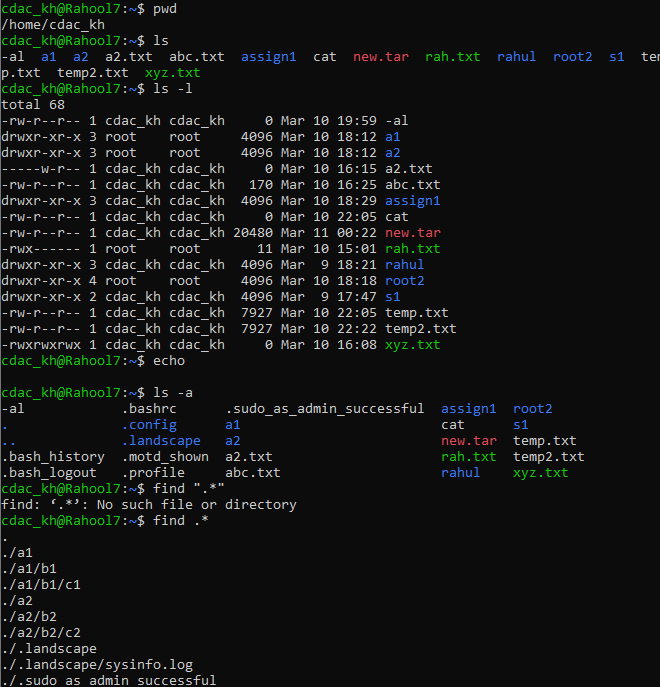 cdac_kh@Rahool7:~$ pwd
/home/cdac_kh
cdac_kh@Rahool7:~$ ls
-al  a1  a2  a2.txt  abc.txt  assign1  cat  new.tar  rah.txt  rahul  root2  s1  tem
p.txt  temp2.txt  xyz.txt
cdac_kh@Rahool7:~$ ls -l
total 68
-rw-r--r-- 1 cdac_kh cdac_kh     0 Mar 10 19:59 -al
drwxr-xr-x 3 root    root     4096 Mar 10 18:12 a1
drwxr-xr-x 3 root    root     4096 Mar 10 18:12 a2
-----w-r-- 1 cdac_kh cdac_kh     0 Mar 10 16:15 a2.txt
-rw-r--r-- 1 cdac_kh cdac_kh   170 Mar 10 16:25 abc.txt
drwxr-xr-x 3 cdac_kh cdac_kh  4096 Mar 10 18:29 assign1
-rw-r--r-- 1 cdac_kh cdac_kh     0 Mar 10 22:05 cat
-rw-r--r-- 1 cdac_kh cdac_kh 20480 Mar 11 00:22 new.tar
-rwx------ 1 root    root       11 Mar 10 15:01 rah.txt
drwxr-xr-x 3 cdac_kh cdac_kh  4096 Mar  9 18:21 rahul
drwxr-xr-x 4 root    root     4096 Mar 10 18:18 root2
drwxr-xr-x 2 cdac_kh cdac_kh  4096 Mar  9 17:47 s1
-rw-r--r-- 1 cdac_kh cdac_kh  7927 Mar 10 22:05 temp.txt
-rw-r--r-- 1 cdac_kh cdac_kh  7927 Mar 10 22:22 temp2.txt
-rwxrwxrwx 1 cdac_kh cdac_kh     0 Mar 10 16:08 xyz.txt
cdac_kh@Rahool7:~$ echo
cdac_kh@Rahool7:~$ ls -a
-al            .bashrc       .sudo_as_admin_successful  assign1  root2
.              .config       a1                         cat      s1
..             .landscape    a2                         new.tar  temp.txt
.bash_history  .motd_shown   a2.txt                     rah.txt  temp2.txt
.bash_logout   .profile      abc.txt                    rahul    xyz.txt
cdac_kh@Rahool7:~$ find ".*"
find: ‘.*’: No such file or directory
cdac_kh@Rahool7:~$ find .*
.
./a1
./a1/b1
./a1/b1/c1
./a2
./a2/b2
./a2/b2/c2
./.landscape
./.landscape/sysinfo.log
./.sudo_as_admin_successful